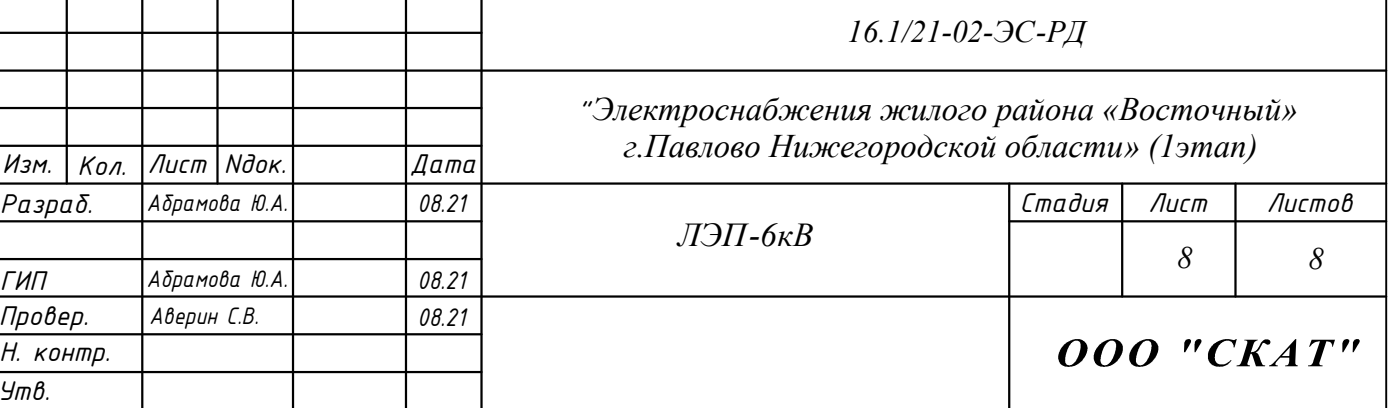 16.1/21-02-ЭС-РД
"Электроснабжения жилого района «Восточный»
г.Павлово Нижегородской области» (1этап)
Изм. Кол. Лист Nдок. Дата
Разраб. Абрамова Ю.А. 08.21
ЛЭП-6кВ
Стадия Лист Листов
8 8
ГИП Абрамова Ю.А. 08.21
Провер. Аверин С.В. 08.21
Н. контр.
Утв.
ООО "СКАТ"